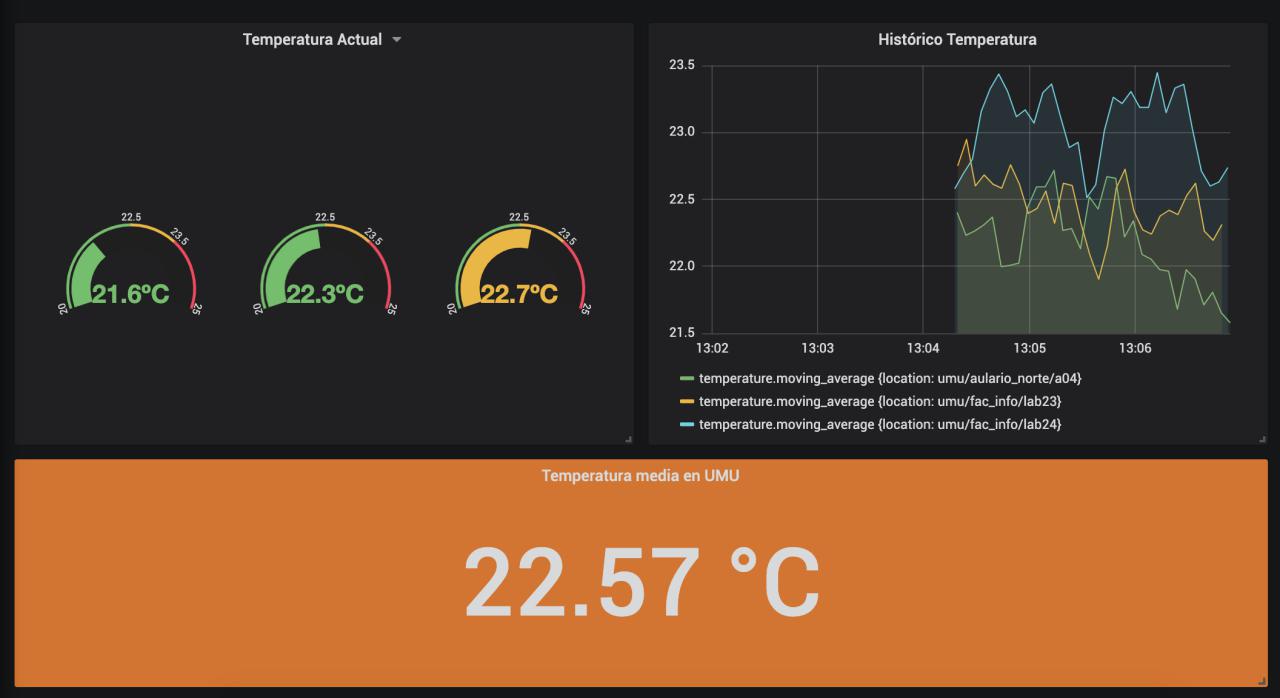 Temperatura Actual
22.5
23.5
20
25
21.6ºC
22.5
23.5
20
25
22.3ºC
22.5
23.5
20
25
22.7ºC
Histórico Temperatura
23.5
23.0
22.5
22.0
21.5
13:02 13:03 13:04 13:05 13:06
temperature.moving_average {location: umu/aulario_norte/a04}
temperature.moving_average {location: umu/fac_info/lab23}
temperature.moving_average {location: umu/fac_info/lab24}
Temperatura media en UMU
22.57 °C